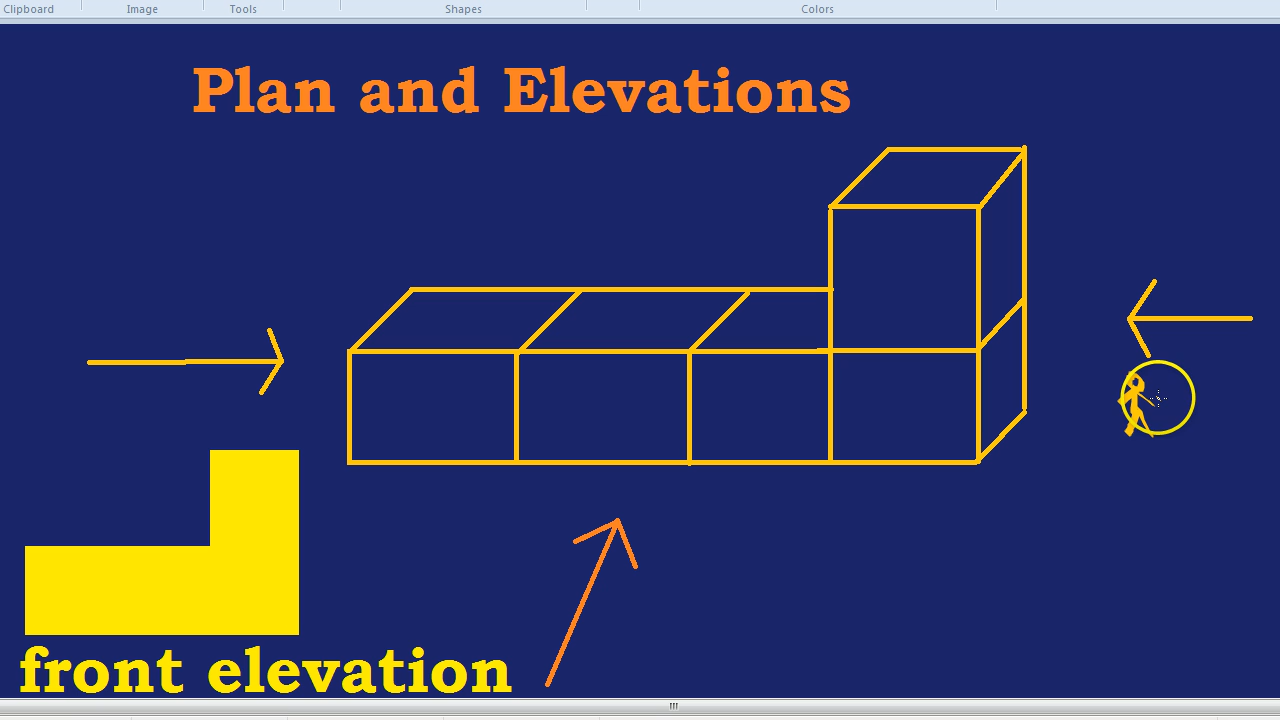 Clipboard Image Tools Shapes Colors
Plan and Elevations
front elevation